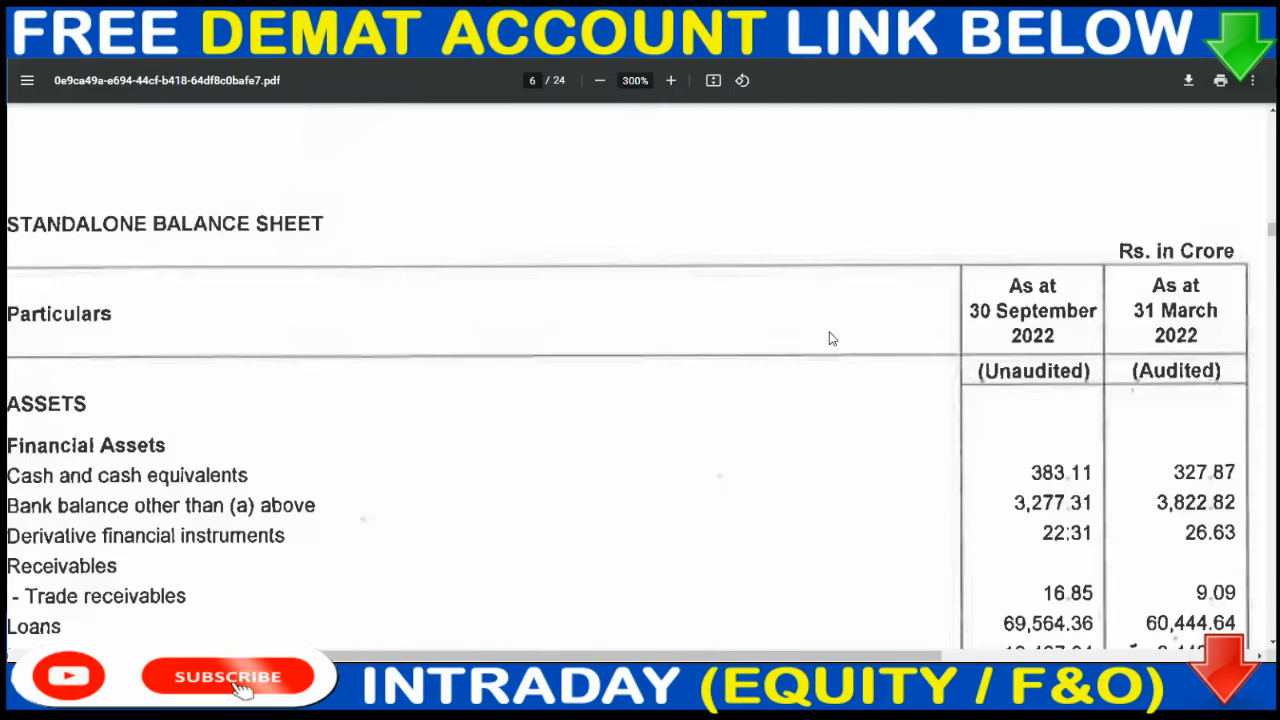 FREE DEMAT ACCOUNT LINK BELOW
0e9ca49a-e694-44cf-b418-64df8c0bafe7.pdf
6 / 24
300%
STANDALONE BALANCE SHEET
Rs. in Crore
Particulars
As at 30 September 2022
As at 31 March 2022
(Unaudited) (Audited)
ASSETS
Financial Assets
Cash and cash equivalents 383.11 327.87
Bank balance other than (a) above 3,277.31 3,822.82
Derivative financial instruments 22:31 26.63
Receivables
- Trade receivables 16.85 9.09
Loans 69,564.36 60,444.64
SUBSCRIBE
INTRADAY (EQUITY / F&O)